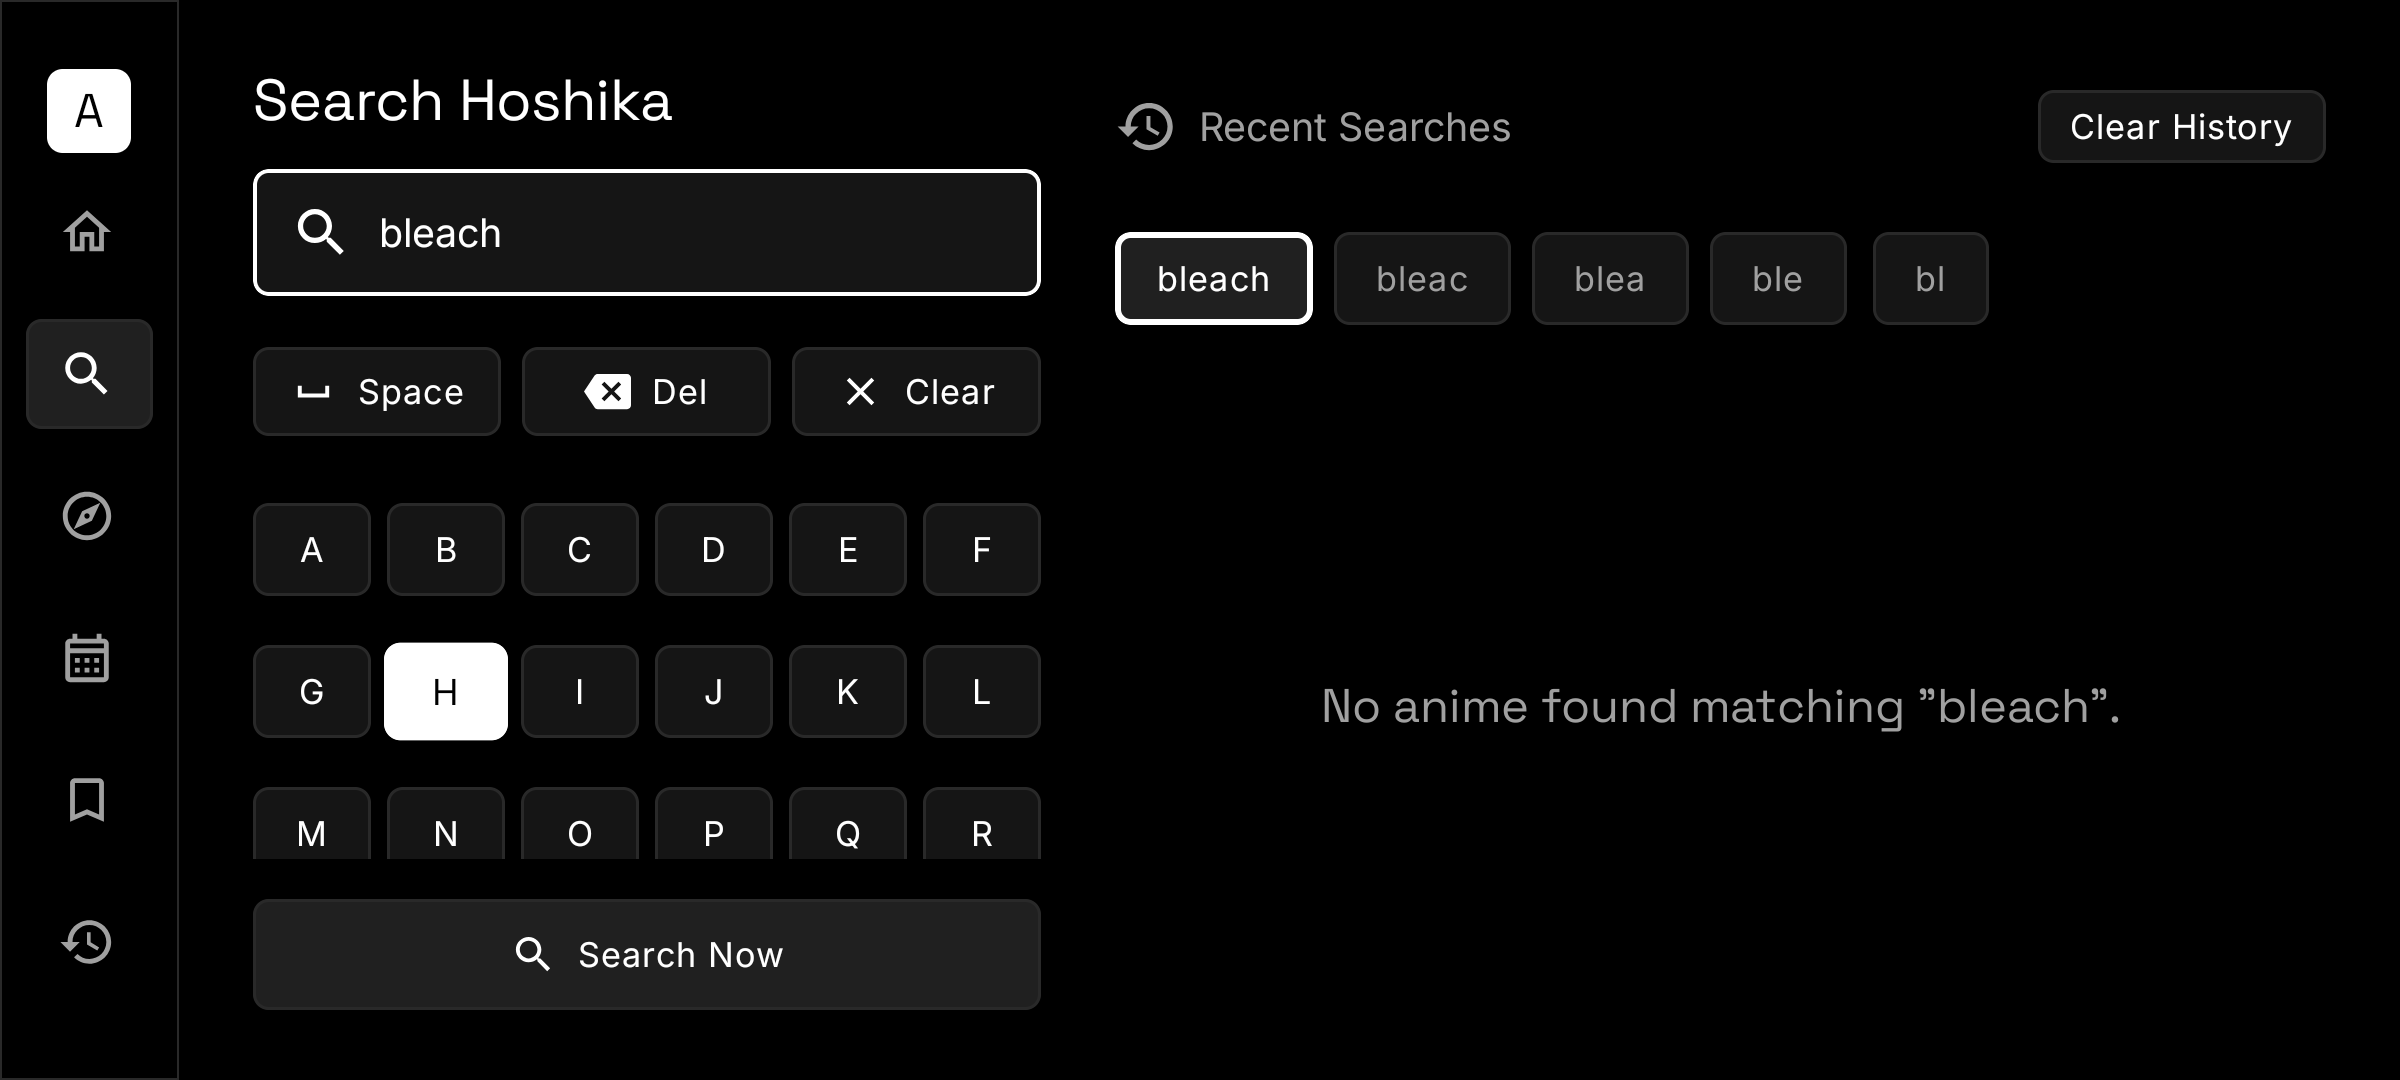 A
Search Hoshika
bleach
Space Del Clear
A B C D E F
G H I J K L
M N O P Q R
Search Now
Recent Searches
Clear History
bleach bleac blea ble bl
No anime found matching ”bleach”.